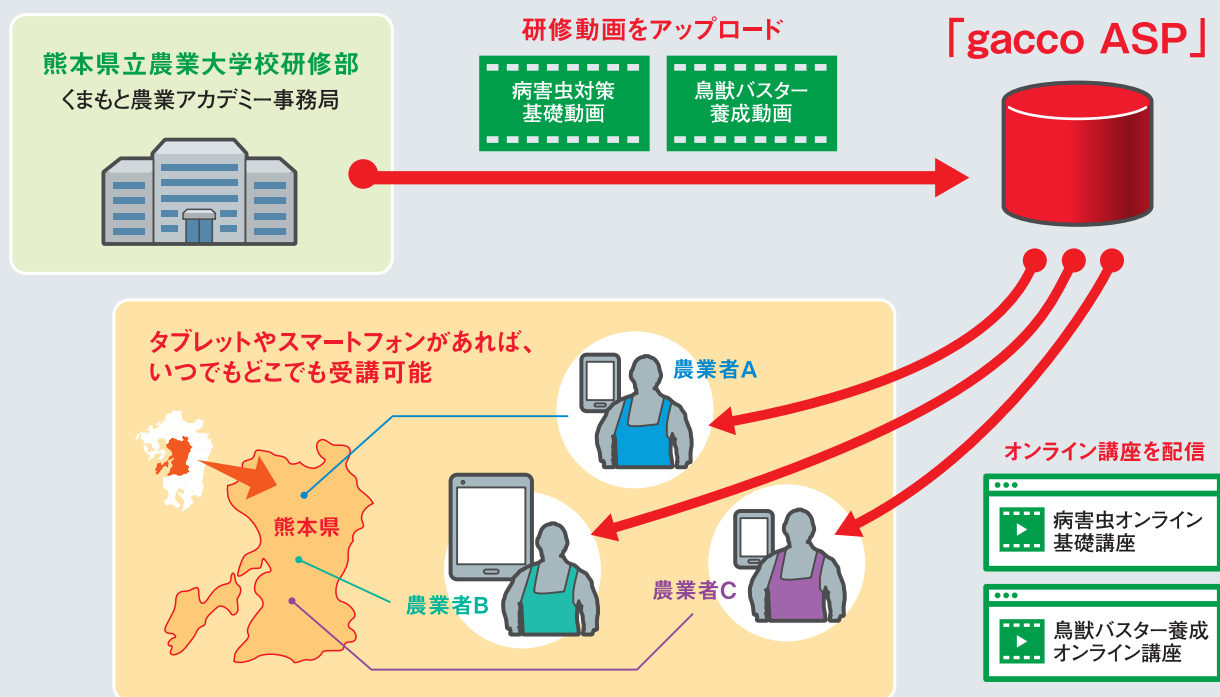 熊本県立農業大学校研修部
くまもと農業アカデミー事務局
研修動画をアップロード
病害虫対策
基礎動画
鳥獣バスター
養成動画
「gacco ASP」
タブレットやスマートフォンがあれば、
いつでもどこでも受講可能
農業者A
熊本県
農業者B
農業者C
オンライン講座を配信
病害虫オンライン
基礎講座
鳥獣バスター養成
オンライン講座